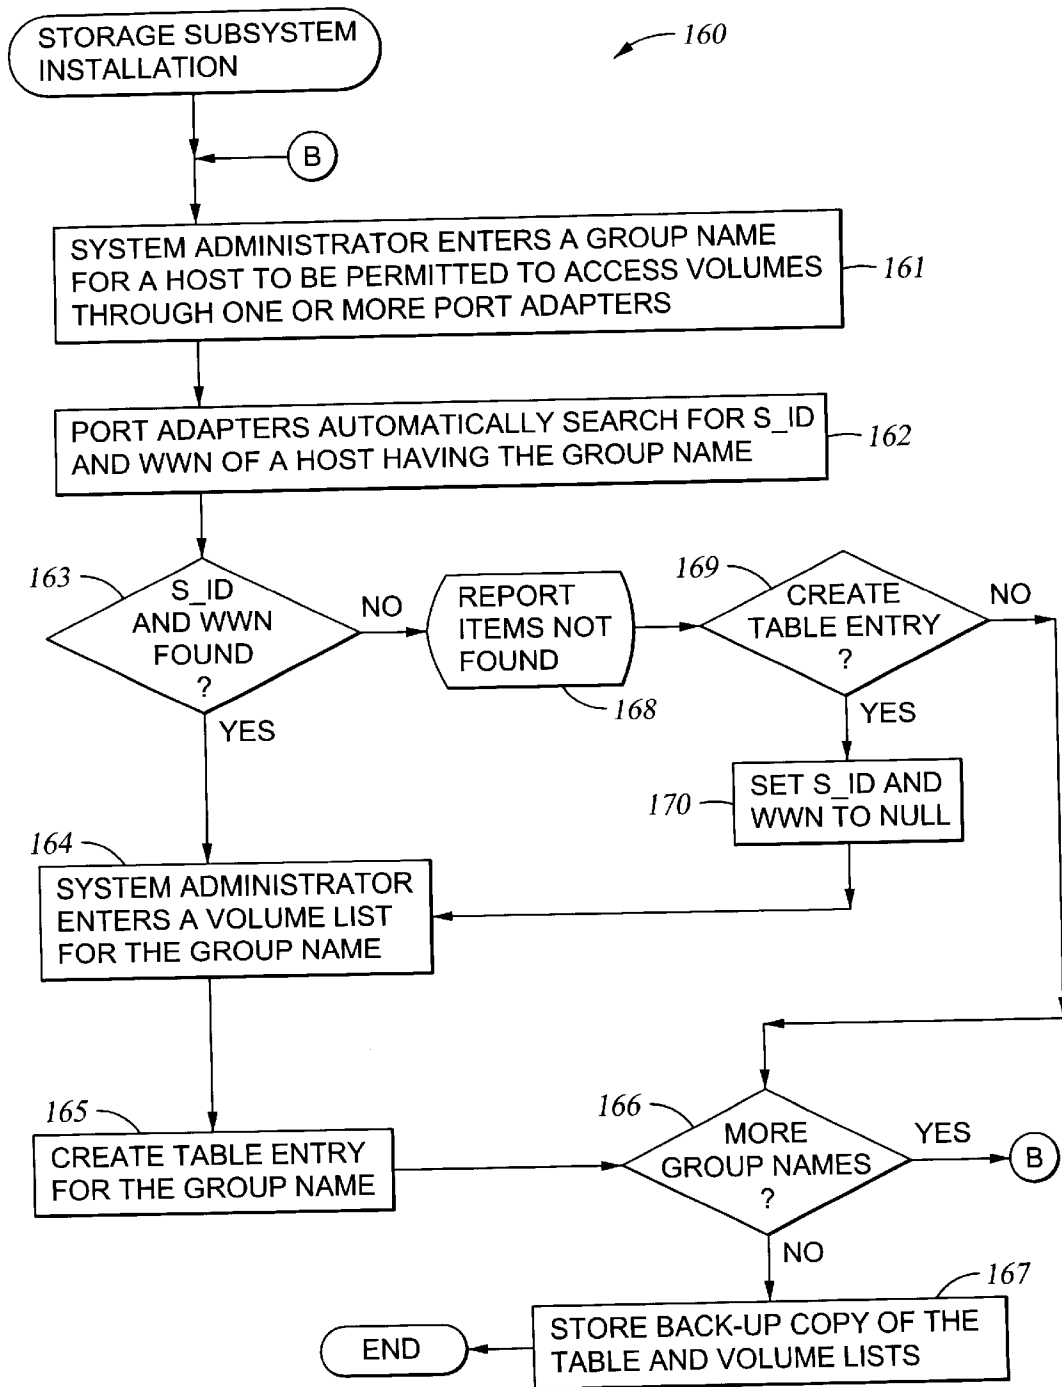 STORAGE SUBSYSTEM
INSTALLATION
160
B
SYSTEM ADMINISTRATOR ENTERS A GROUP NAME
FOR A HOST TO BE PERMITTED TO ACCESS VOLUMES
THROUGH ONE OR MORE PORT ADAPTERS
161
PORT ADAPTERS AUTOMATICALLY SEARCH FOR S_ID
AND WWN OF A HOST HAVING THE GROUP NAME
162
163
S_ID
AND WWN
FOUND
?
NO
YES
REPORT
ITEMS NOT
FOUND
168
169
CREATE
TABLE ENTRY
?
NO
YES
170
SET S_ID AND
WWN TO NULL
164
SYSTEM ADMINISTRATOR
ENTERS A VOLUME LIST
FOR THE GROUP NAME
165
CREATE TABLE ENTRY
FOR THE GROUP NAME
166
MORE
GROUP NAMES
?
YES
B
NO
167
STORE BACK-UP COPY OF THE
TABLE AND VOLUME LISTS
END